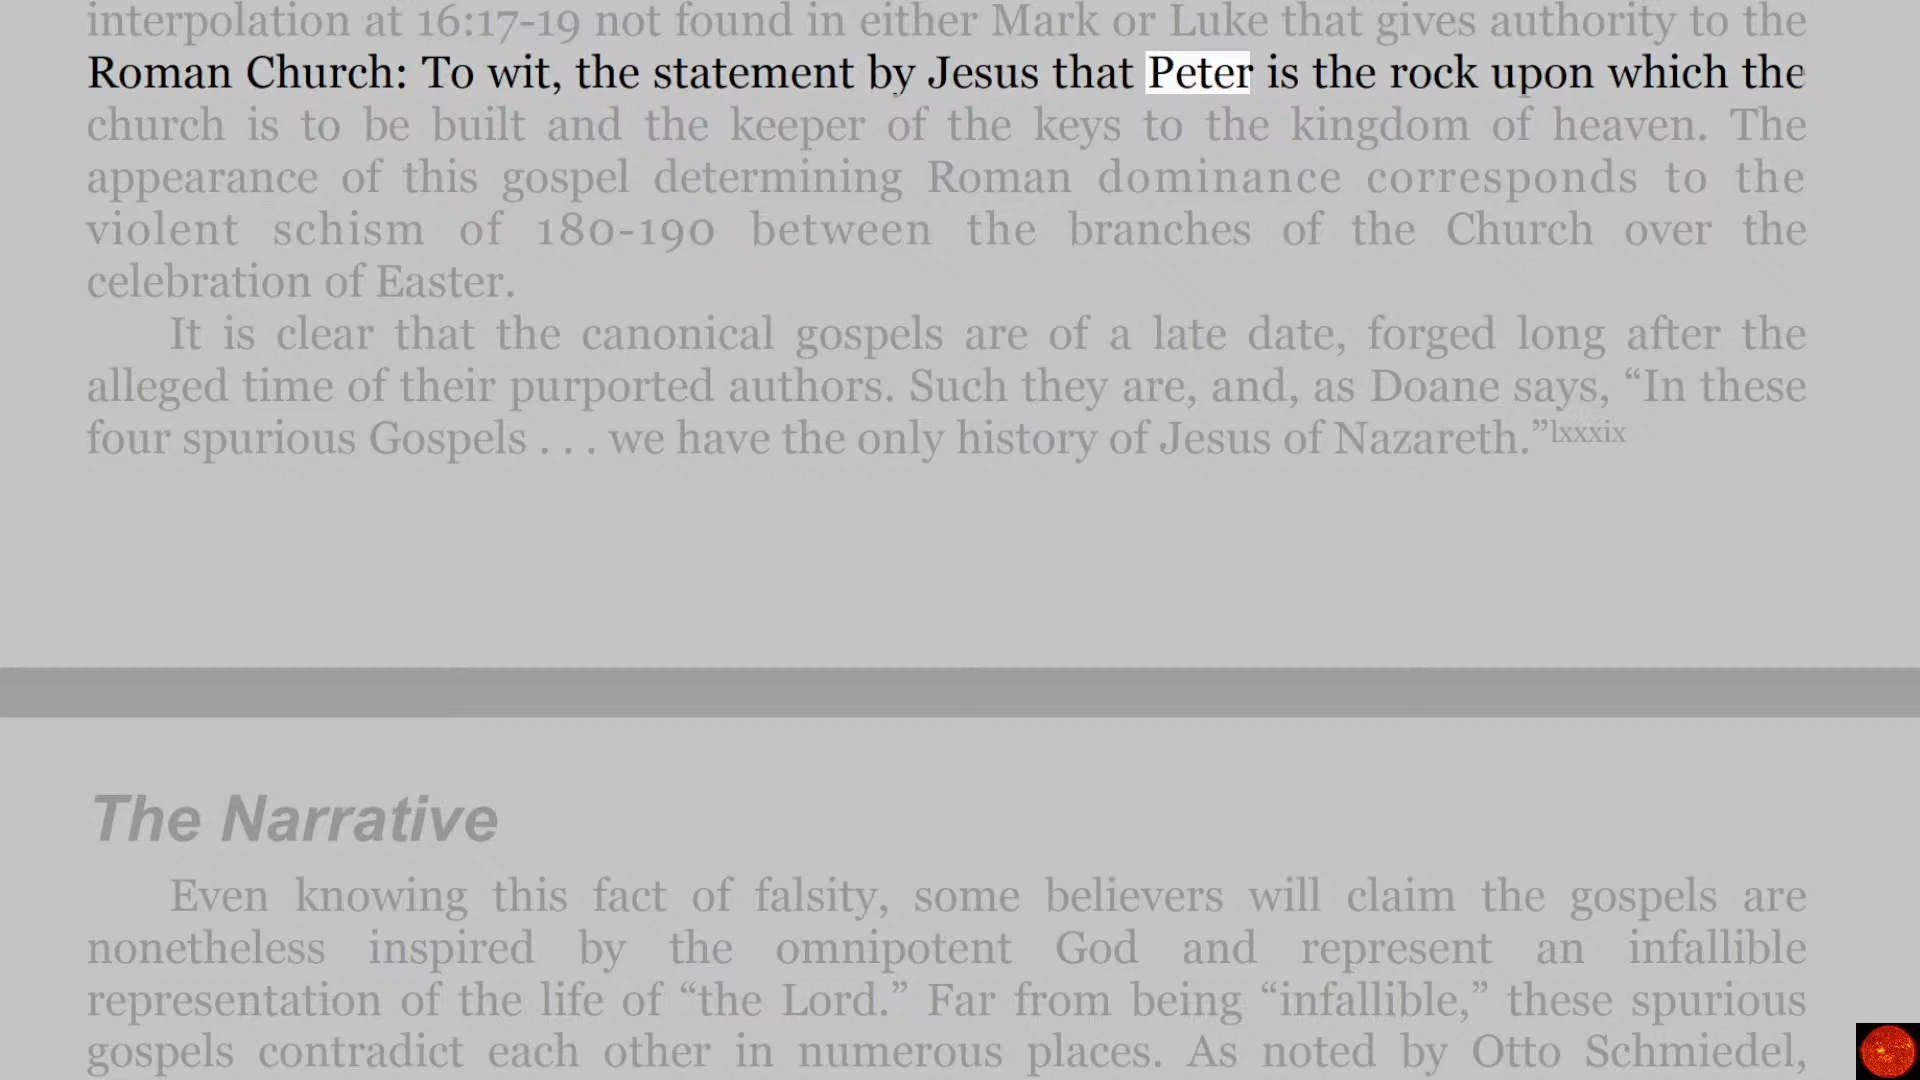 interpolation at 16:17-19 not found in either Mark or Luke that gives authority to the
Roman Church: To wit, the statement by Jesus that Peter is the rock upon which the
church is to be built and the keeper of the keys to the kingdom of heaven. The
appearance of this gospel determining Roman dominance corresponds to the
violent schism of 180-190 between the branches of the Church over the
celebration of Easter.
It is clear that the canonical gospels are of a late date, forged long after the
alleged time of their purported authors. Such they are, and, as Doane says, “In these
four spurious Gospels . . . we have the only history of Jesus of Nazareth.”lxxxix
The Narrative
Even knowing this fact of falsity, some believers will claim the gospels are
nonetheless inspired by the omnipotent God and represent an infallible
representation of the life of “the Lord.” Far from being “infallible,” these spurious
gospels contradict each other in numerous places. As noted by Otto Schmiedel,